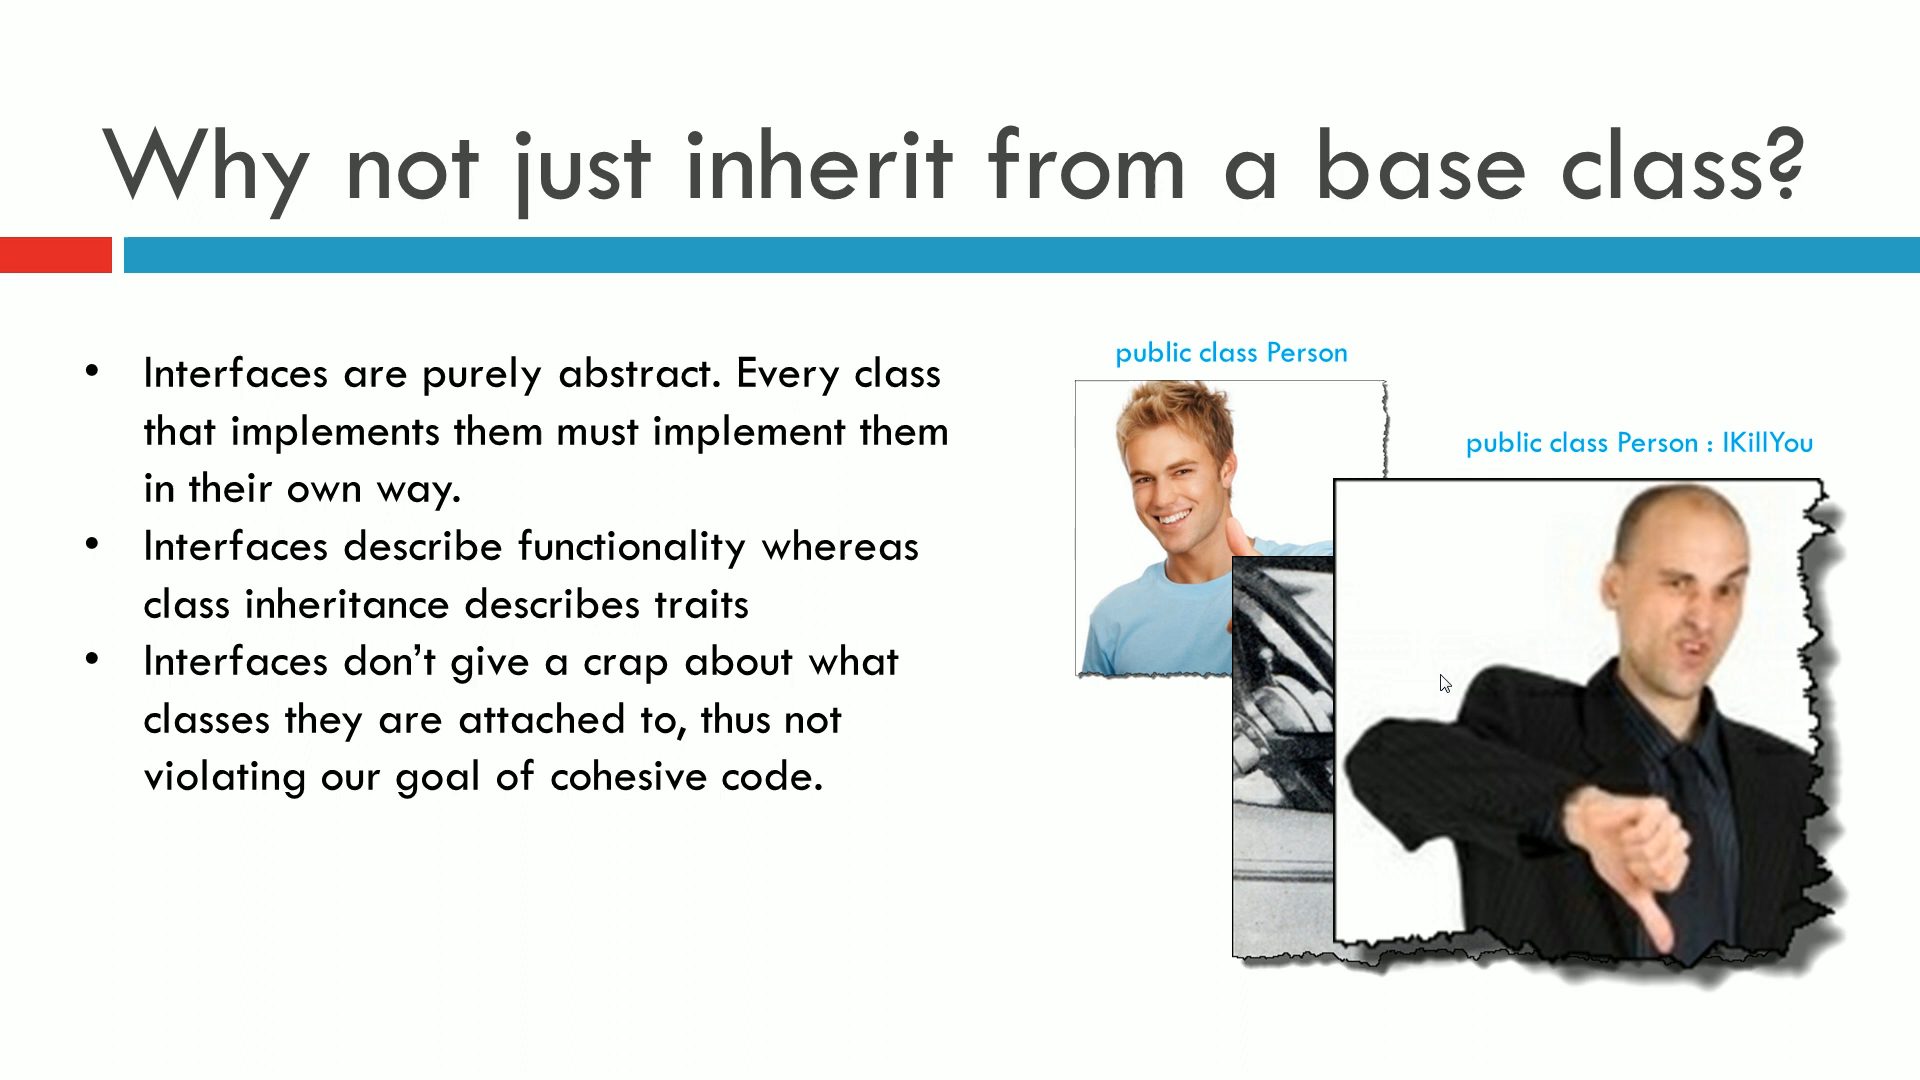 Why not just inherit from a base class?
• Interfaces are purely abstract. Every class
that implements them must implement them
in their own way.
• Interfaces describe functionality whereas
class inheritance describes traits
• Interfaces don’t give a crap about what
classes they are attached to, thus not
violating our goal of cohesive code.
public class Person
public class Person : IKillYou